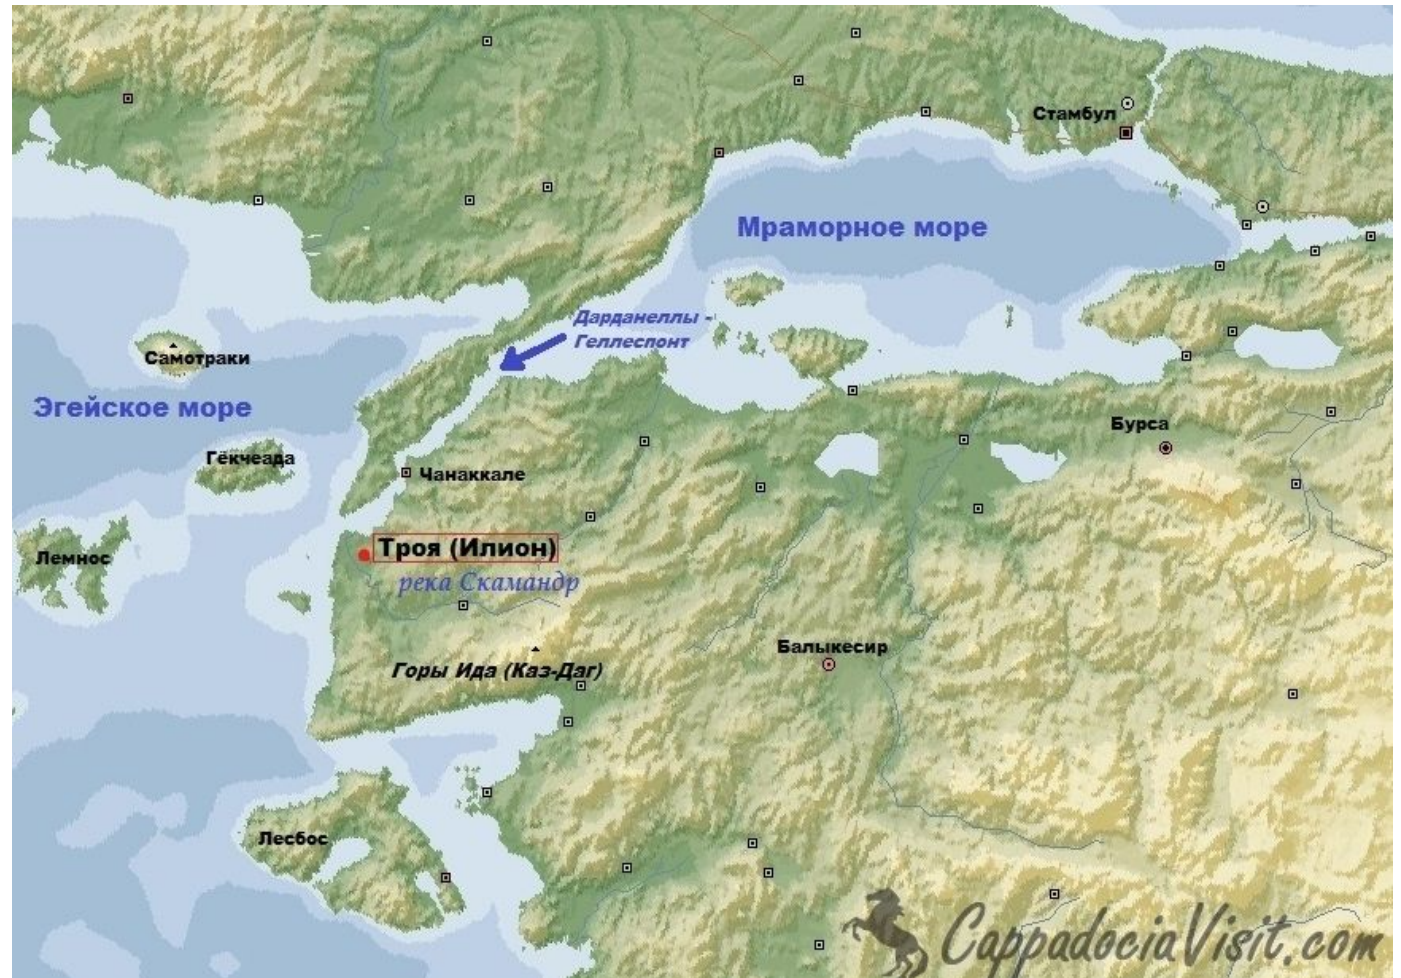 Стамбул
Мраморное море
Дарданеллы -
Геллеспонт
Самотраки
Эгейское море
Бурса
Гёкчеада
Чанаккале
Троя (Илион)
Лемнос
река Скамандр
Балыкесир
Горы Ида (Каз-Даг)
Лесбос
CappadociaVisit.com